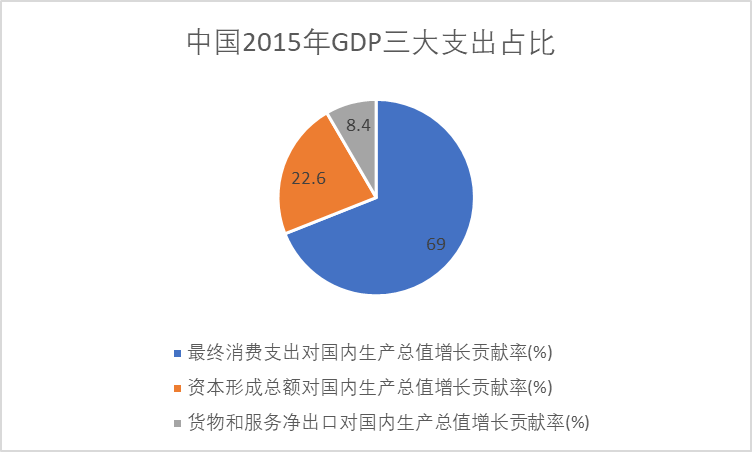 中国2015年GDP三大支出占比
8.4
22.6
69
最终消费支出对国内生产总值增长贡献率(%)
资本形成总额对国内生产总值增长贡献率(%)
货物和服务净出口对国内生产总值增长贡献率(%)